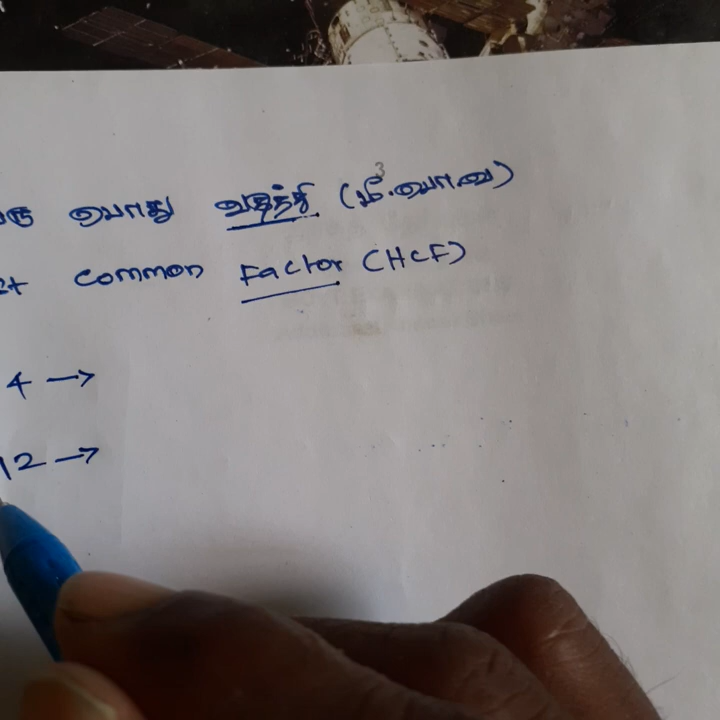 பொது வகுத்தி (மீ.பொ.வ)
common Factor (HCF)
4 →
12 →